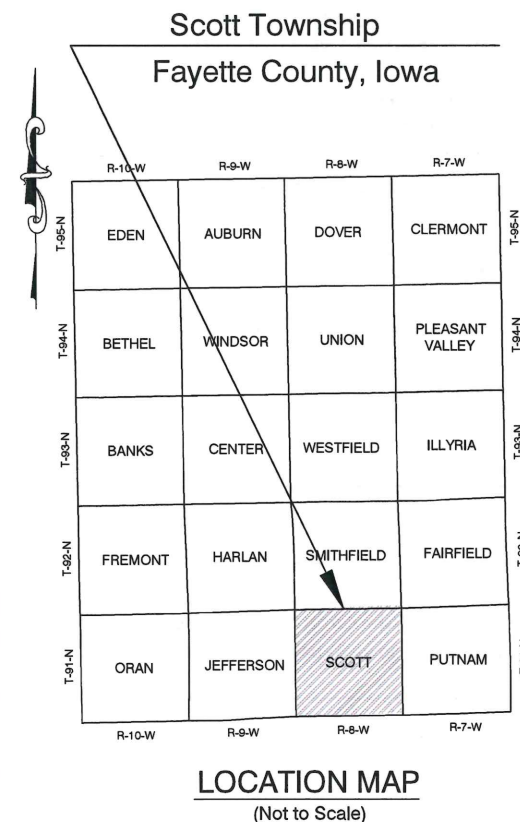 Scott Township
Fayette County, Iowa
R-10-W R-9-W R-8-W R-7-W
T-95-N EDEN AUBURN DOVER CLERMONT T-95-N
T-94-N BETHEL WINDSOR UNION PLEASANT VALLEY T-94-N
T-93-N BANKS CENTER WESTFIELD ILLYRIA T-93-N
T-92-N FREMONT HARLAN SMITHFIELD FAIRFIELD
T-91-N ORAN JEFFERSON SCOTT PUTNAM
R-10-W R-9-W R-8-W R-7-W
LOCATION MAP
(Not to Scale)